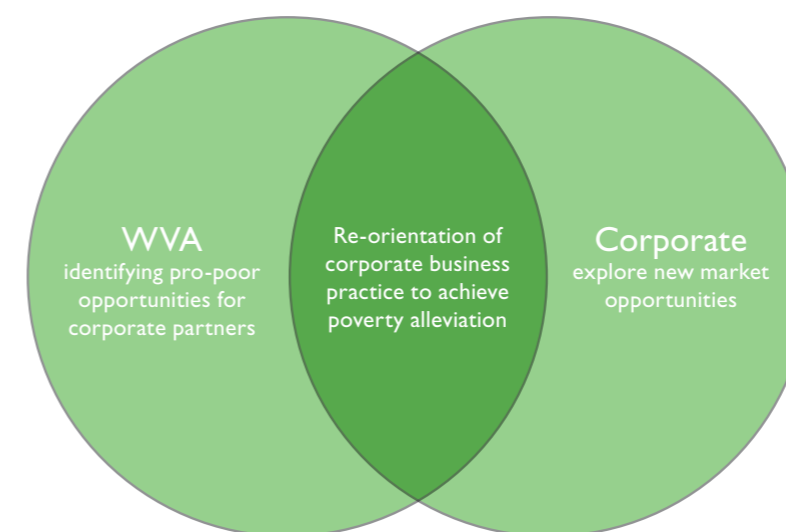 WVA
identifying pro-poor
opportunities for
corporate partners
Re-orientation of
corporate business
practice to achieve
poverty alleviation
Corporate
explore new market
opportunities